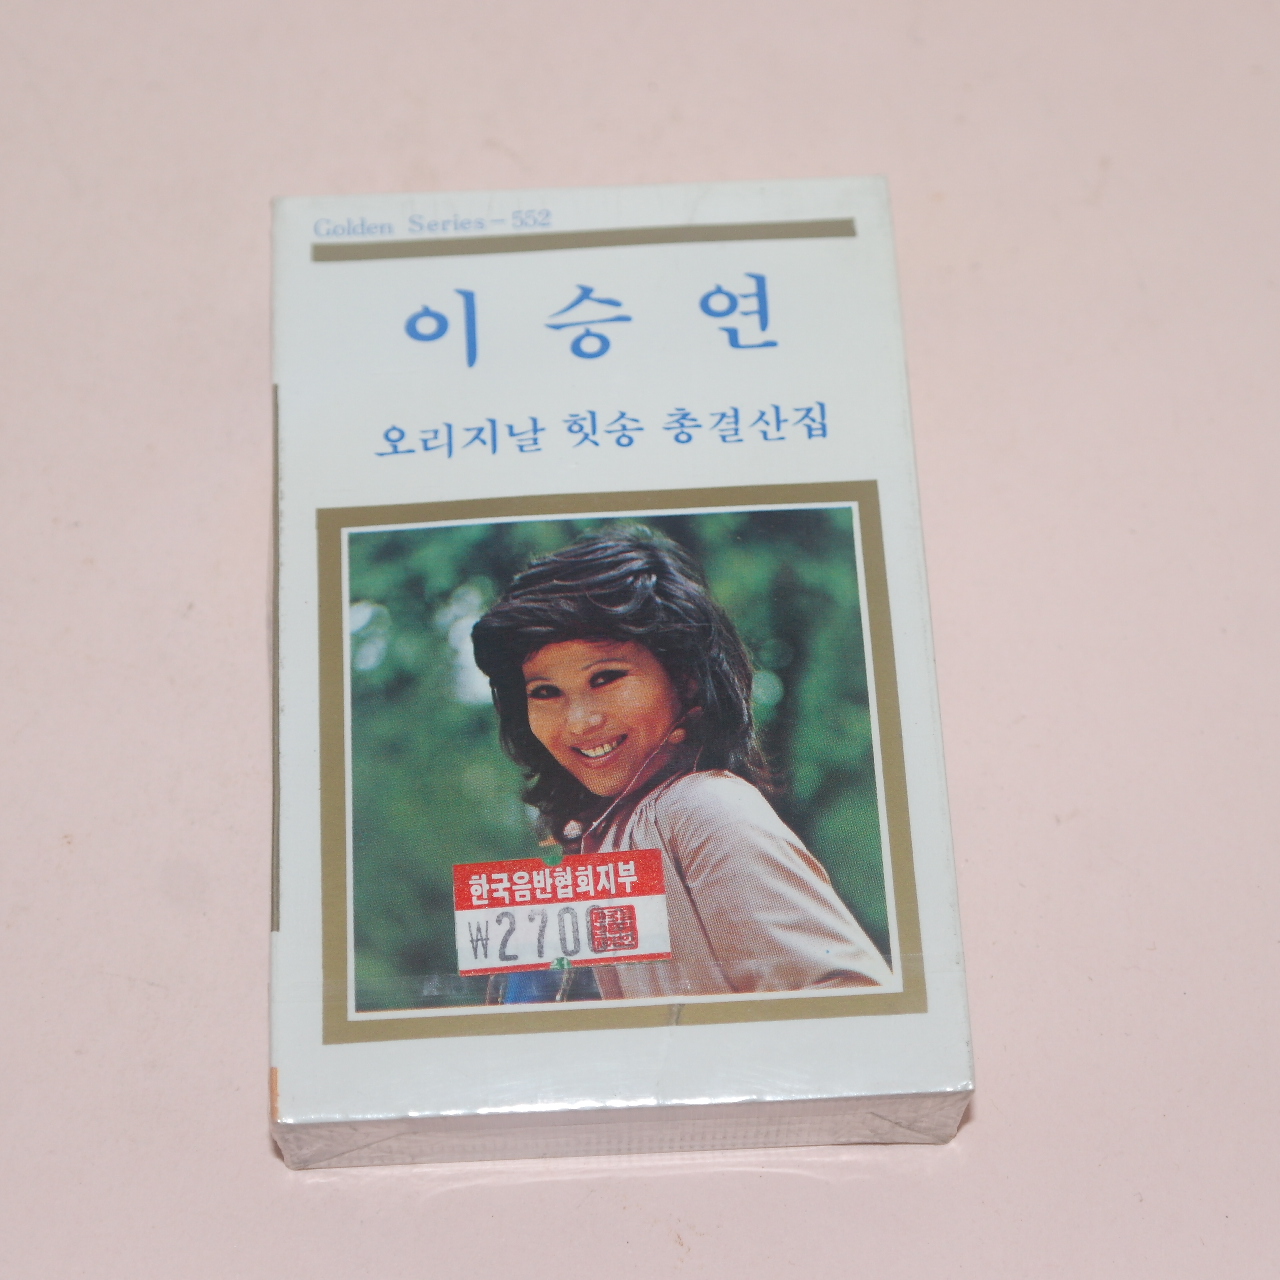 Golden Series-552
이승연
오리지날 힛송 총결산집
한국음반협회지부
₩2700